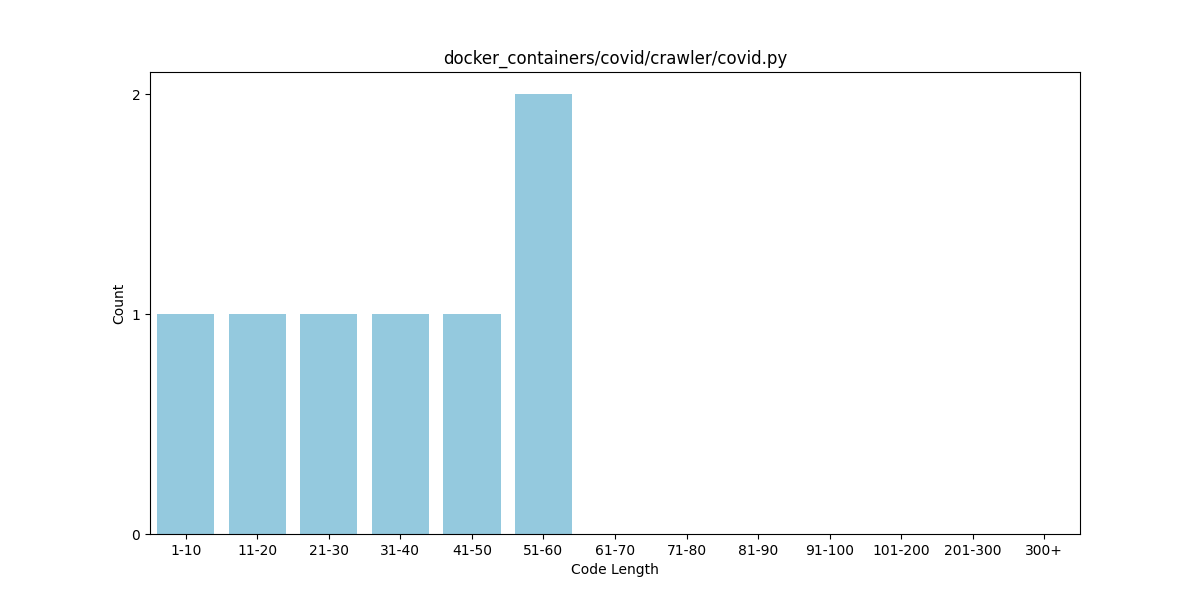 docker_containers/covid/crawler/covid.py
Count
2
1
0
1-10 11-20 21-30 31-40 41-50 51-60 61-70 71-80 81-90 91-100 101-200 201-300 300+
Code Length